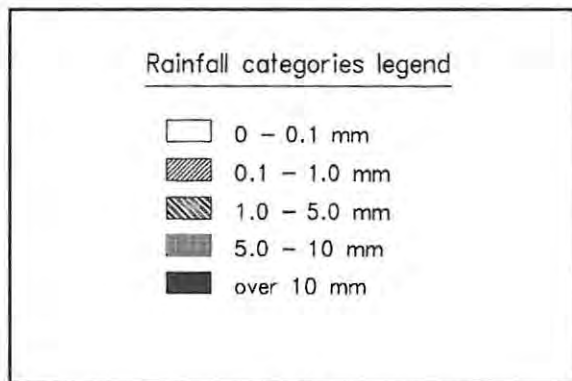 Rainfall categories legend
0 – 0.1 mm
0.1 – 1.0 mm
1.0 – 5.0 mm
5.0 – 10 mm
over 10 mm